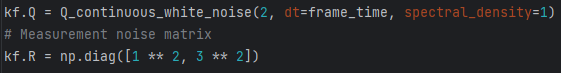 kf.Q = Q_continuous_white_noise(2, dt=frame_time, spectral_density=1)
# Measurement noise matrix
kf.R = np.diag([1 ** 2, 3 ** 2])